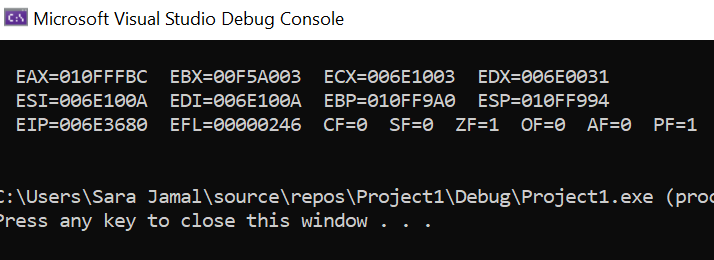 Microsoft Visual Studio Debug Console
EAX=010FFFBC EBX=00F5A003 ECX=006E1003 EDX=006E0031
ESI=006E100A EDI=006E100A EBP=010FF9A0 ESP=010FF994
EIP=006E3680 EFL=00000246 CF=0 SF=0 ZF=1 OF=0 AF=0 PF=1
C:\Users\Sara Jamal\source\repos\Project1\Debug\Project1.exe (proc
Press any key to close this window . . .